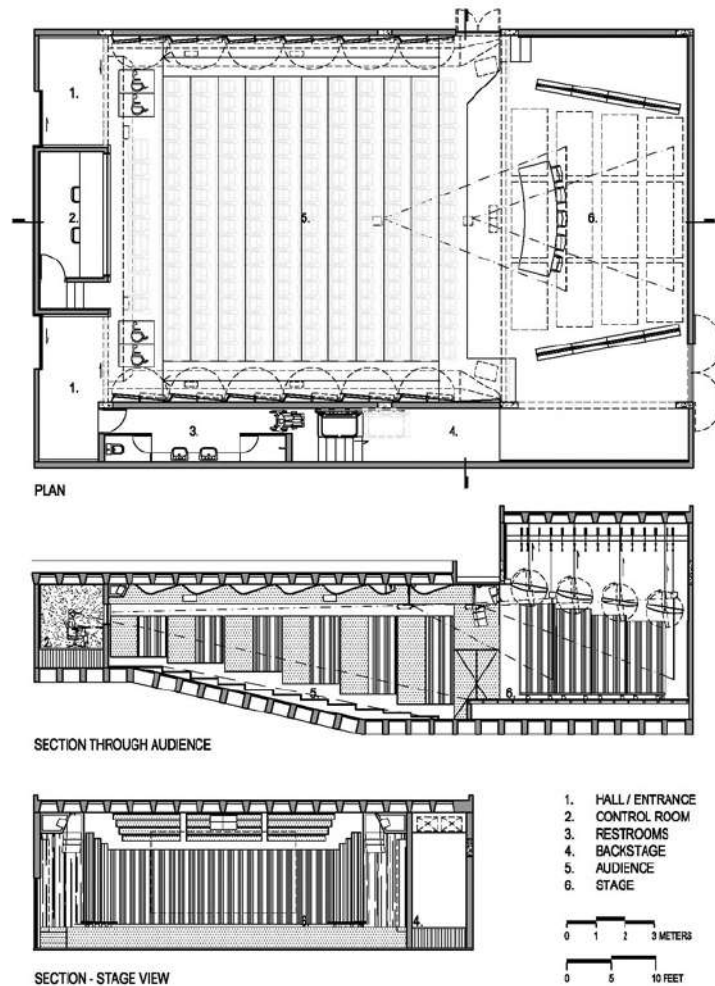 1.
2.
5.
6.
1.
3.
4.
PLAN
2.
5.
6.
SECTION THROUGH AUDIENCE
6.
4.
SECTION - STAGE VIEW
1. HALL / ENTRANCE
2. CONTROL ROOM
3. RESTROOMS
4. BACKSTAGE
5. AUDIENCE
6. STAGE
0 1 2 3 METERS
0 5 10 FEET